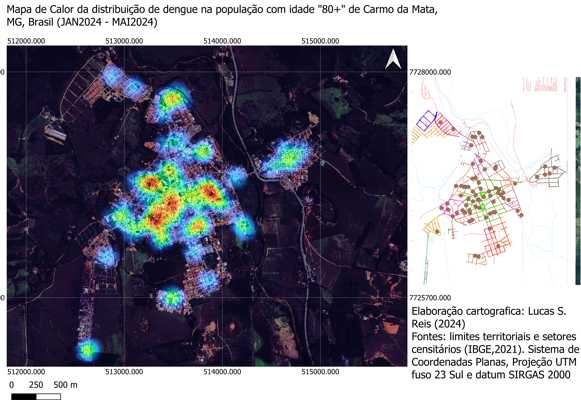 Mapa de Calor da distribuição de dengue na população com idade "80+" de Carmo da Mata,
MG, Brasil (JAN2024 - MAI2024)
512000.000 513000.000 514000.000 515000.000
7728000.000
7725700.000
512000.000 513000.000 514000.000 515000.000
0 250 500 m
Elaboração cartografica: Lucas S.
Reis (2024)
Fontes: limites territoriais e setores
censitários (IBGE,2021). Sistema de
Coordenadas Planas, Projeção UTM
fuso 23 Sul e datum SIRGAS 2000